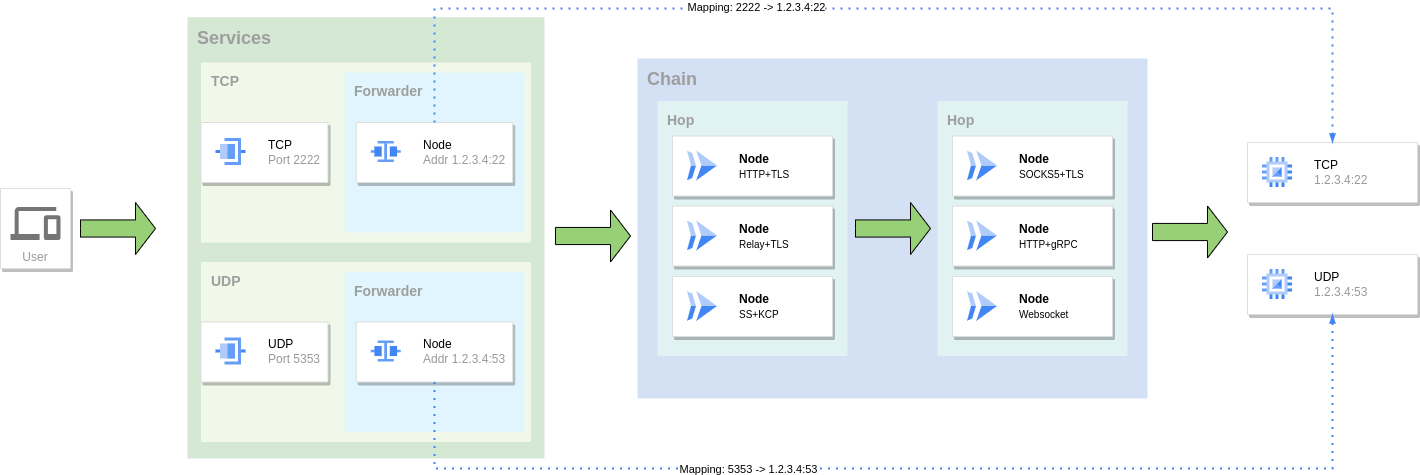 Mapping: 2222 -> 1.2.3.4:22
Services
TCP
Forwarder
TCP
Port 2222
Node
Addr 1.2.3.4:22
User
UDP
Forwarder
UDP
Port 5353
Node
Addr 1.2.3.4:53
Chain
Hop
Node
HTTP+TLS
Node
Relay+TLS
Node
SS+KCP
Hop
Node
SOCKS5+TLS
Node
HTTP+gRPC
Node
Websocket
TCP
1.2.3.4:22
UDP
1.2.3.4:53
Mapping: 5353 -> 1.2.3.4:53